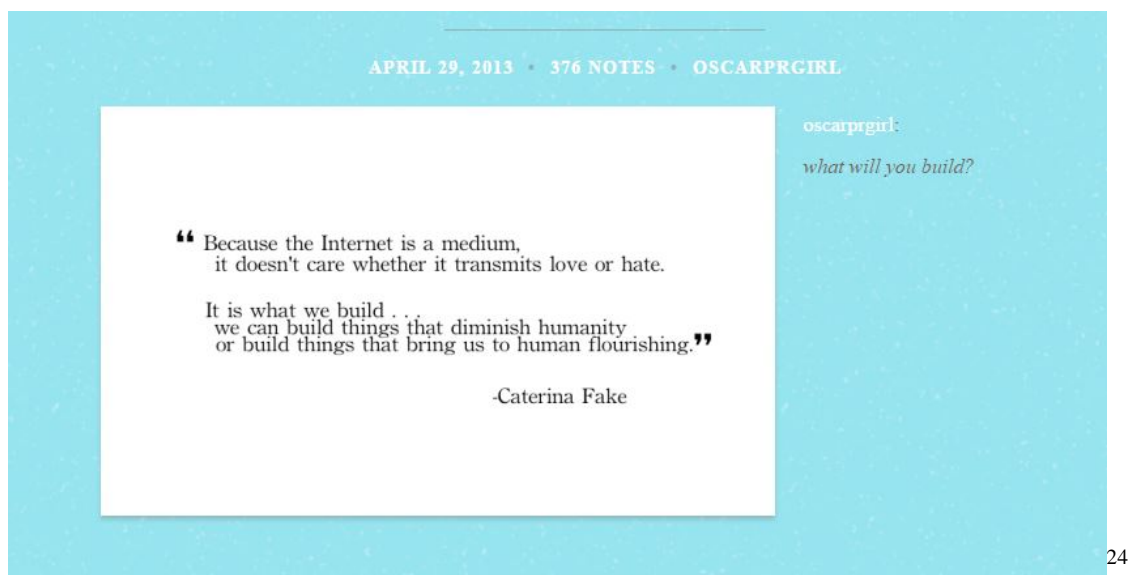 APRIL 29, 2013 • 376 NOTES • OSCARPRGIRL
oscarprgirl:
what will you build?
“ Because the Internet is a medium,
it doesn't care whether it transmits love or hate.
It is what we build . . .
we can build things that diminish humanity
or build things that bring us to human flourishing.”
-Caterina Fake
24